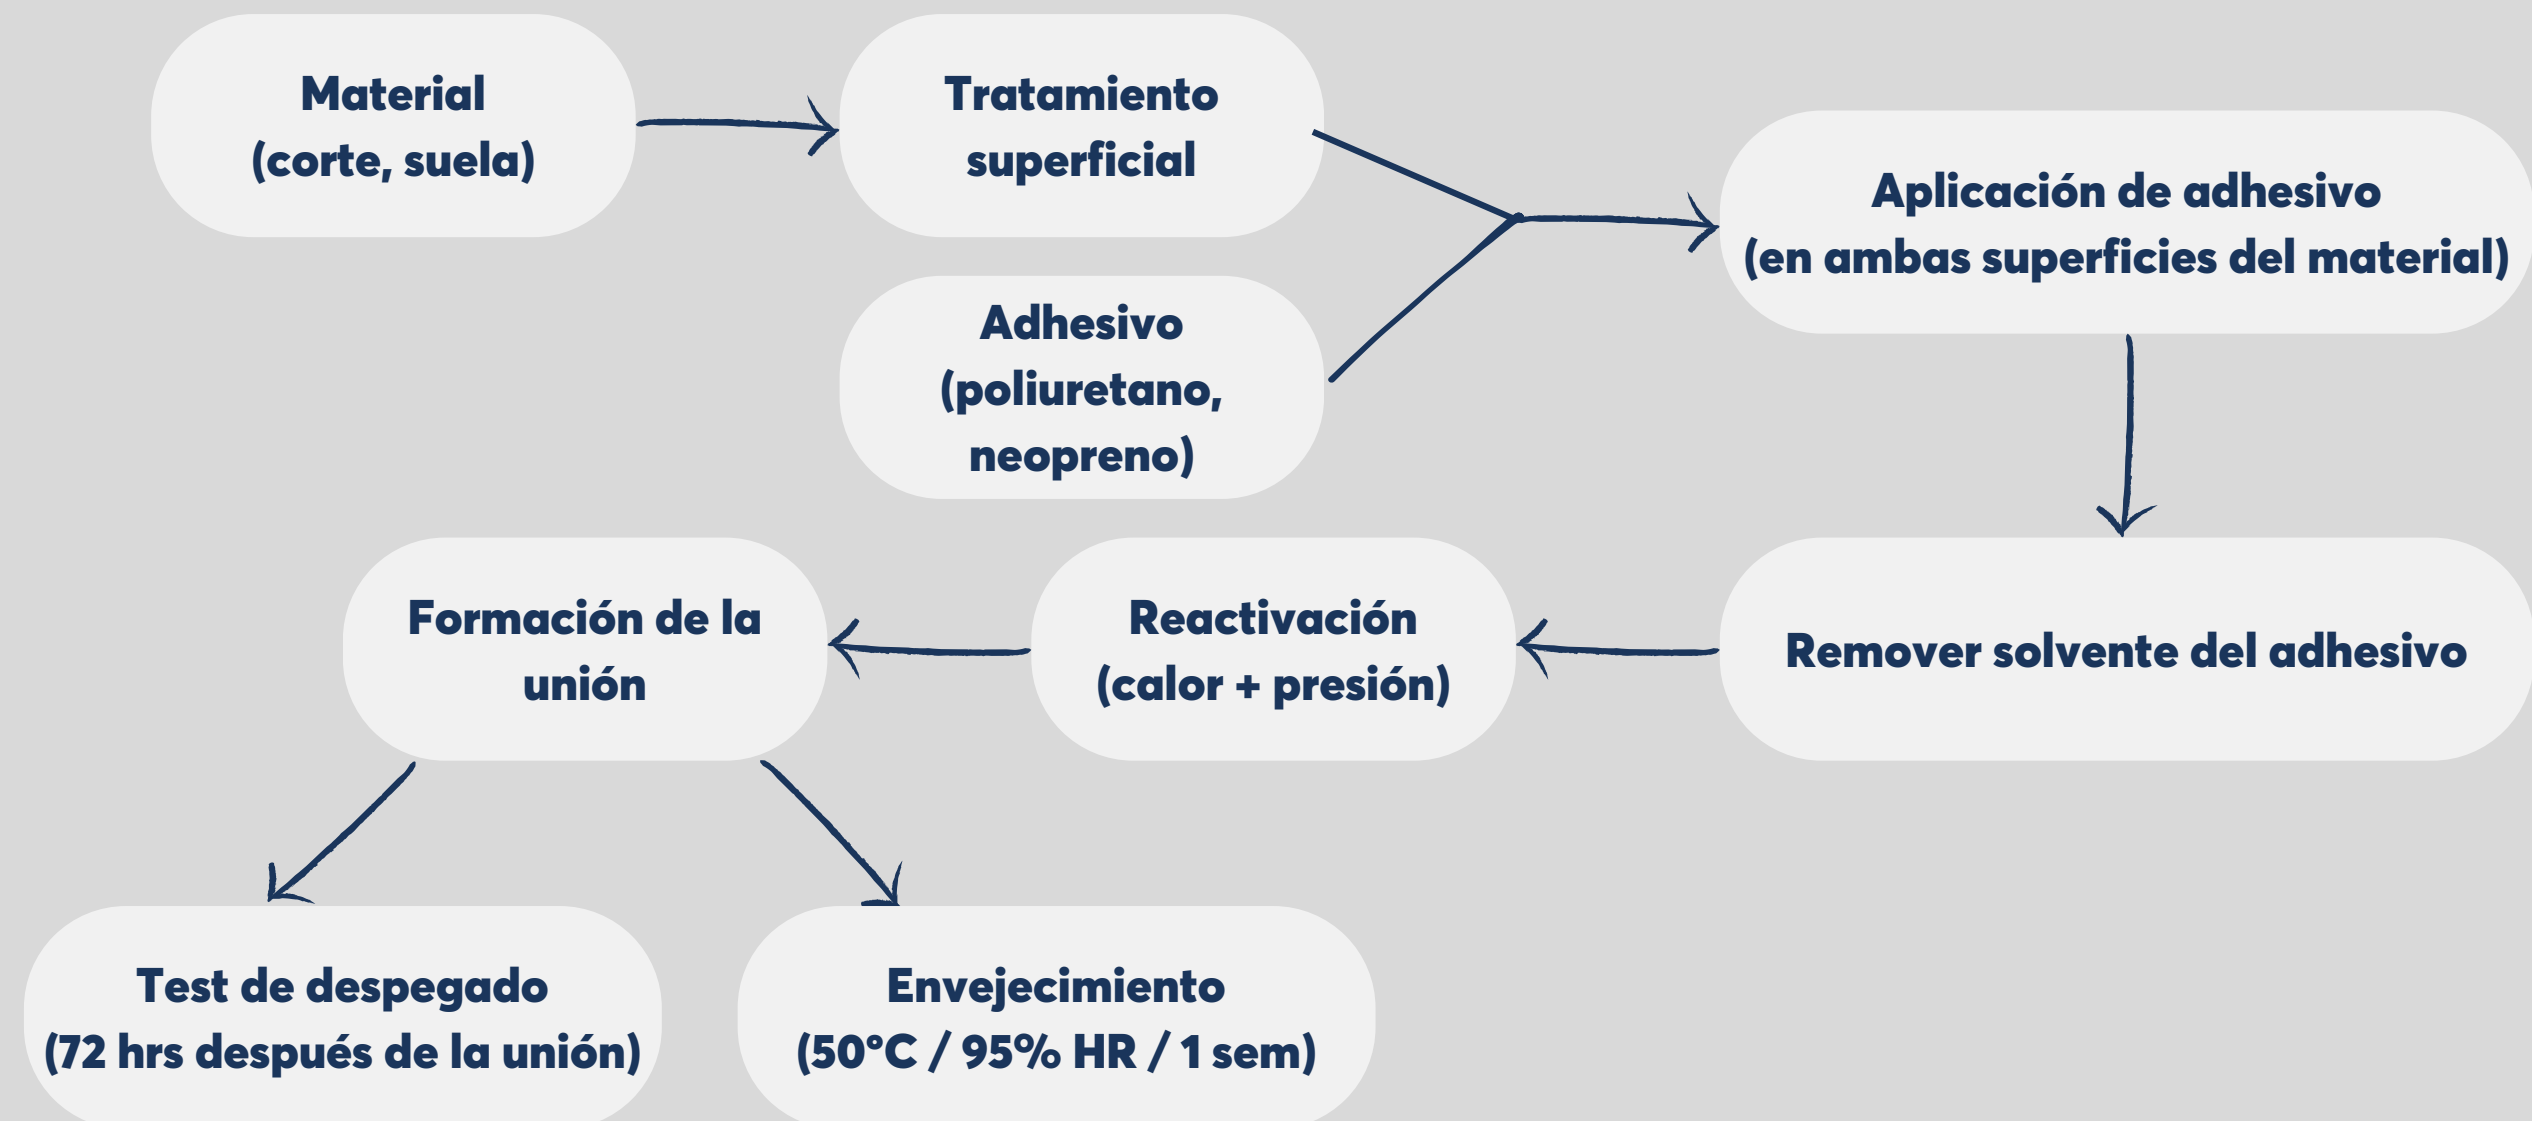 Material
(corte, suela)
Tratamiento
superficial
Adhesivo
(poliuretano,
neopreno)
Aplicación de adhesivo
(en ambas superficies del material)
Remover solvente del adhesivo
Reactivación
(calor + presión)
Formación de la
unión
Test de despegado
(72 hrs después de la unión)
Envejecimiento
(50°C / 95% HR / 1 sem)